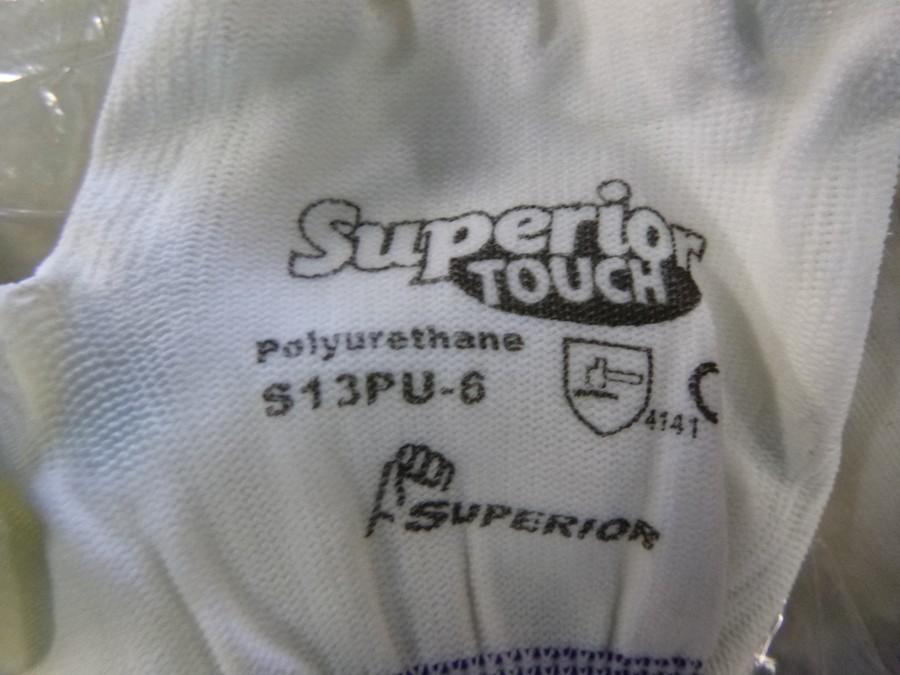 Superior
TOUCH
Polyurethane
S13PU-6
4141
C
SUPERIOR